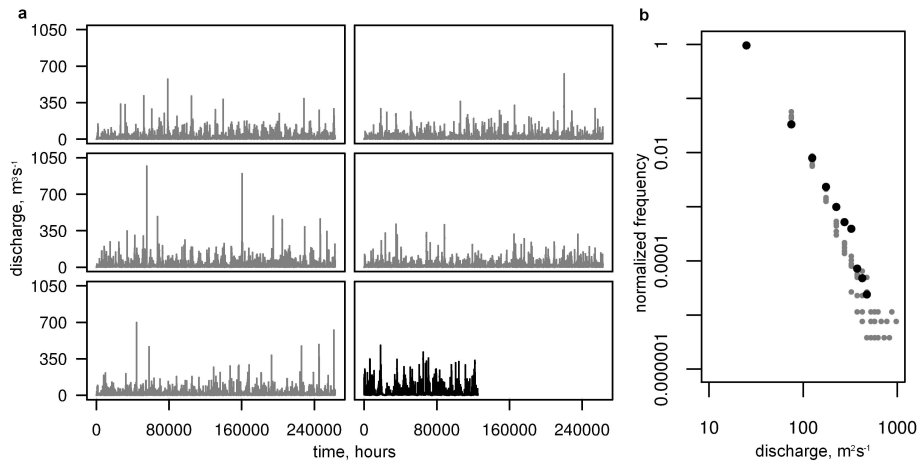 a
b
1050
700
350
0
1050
700
350
0
1050
700
350
0
discharge, m³s⁻¹
0 80000 160000 240000
0 80000 160000 240000
time, hours
1
0.01
0.0001
0.0000001
normalized frequency
10 100 1000
discharge, m²s⁻¹